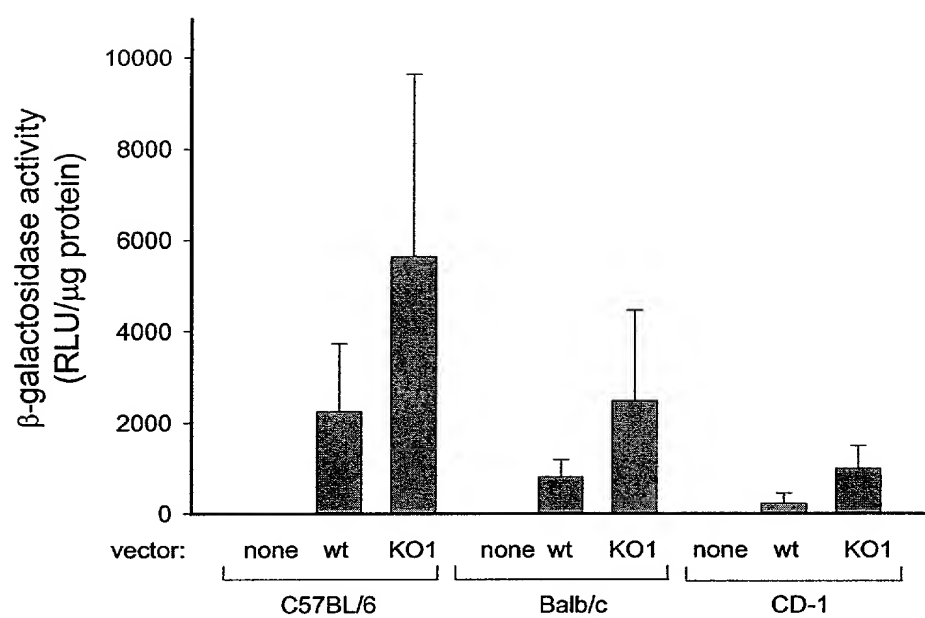 β-galactosidase activity
(RLU/μg protein)
10000
8000
6000
4000
2000
0
vector: none wt KO1 none wt KO1 none wt KO1
C57BL/6 Balb/c CD-1